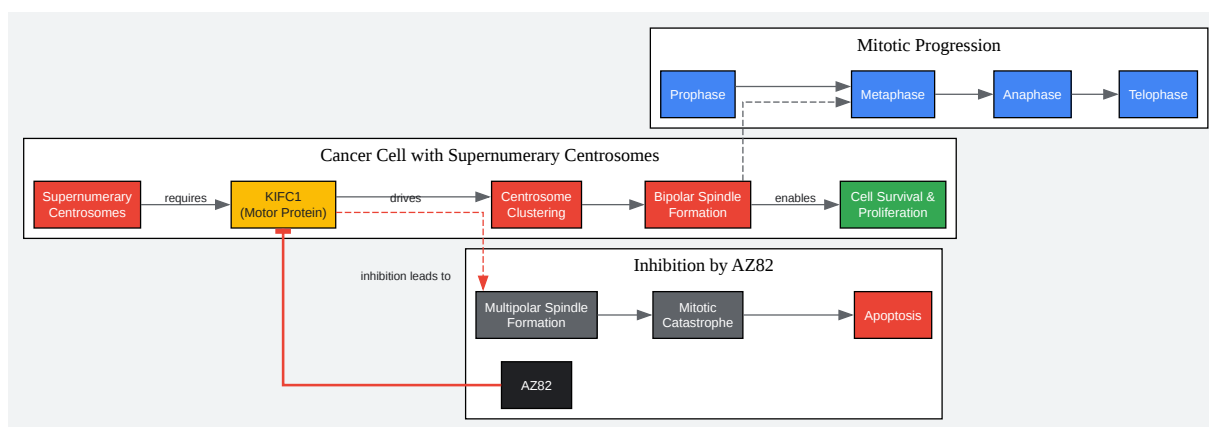 Mitotic Progression
Prophase
Metaphase
Anaphase
Telophase
Cancer Cell with Supernumerary Centrosomes
Supernumerary
Centrosomes
requires
KIFC1
(Motor Protein)
drives
Centrosome
Clustering
Bipolar Spindle
Formation
enables
Cell Survival &
Proliferation
inhibition leads to
Inhibition by AZ82
Multipolar Spindle
Formation
Mitotic
Catastrophe
Apoptosis
AZ82